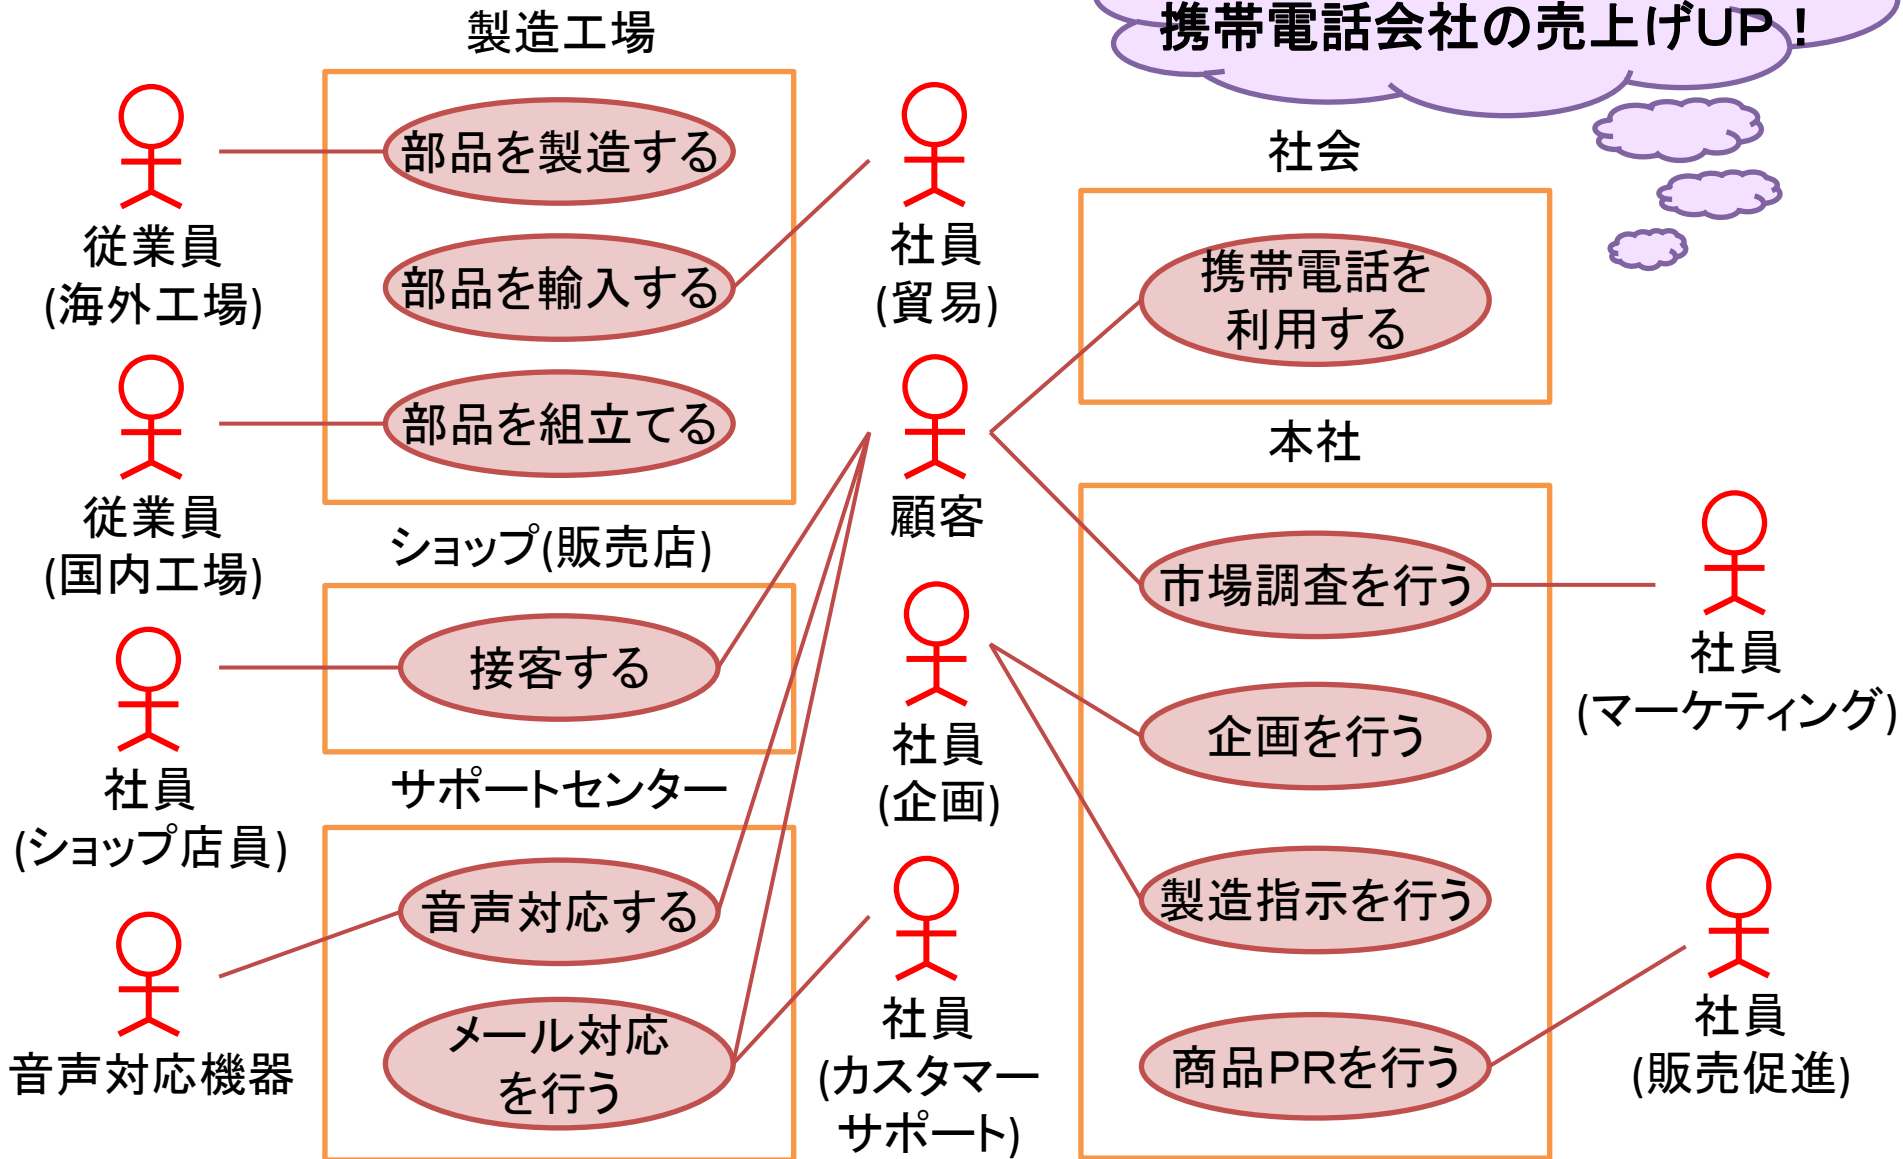 携帯電話会社の売上げUP！
製造工場
部品を製造する
部品を輸入する
部品を組立てる
従業員
(海外工場)
従業員
(国内工場)
ショップ(販売店)
接客する
社員
(ショップ店員)
サポートセンター
音声対応する
メール対応
を行う
音声対応機器
社員
(貿易)
顧客
社員
(企画)
社員
(カスタマー
サポート)
社会
携帯電話を
利用する
本社
市場調査を行う
企画を行う
製造指示を行う
商品PRを行う
社員
(マーケティング)
社員
(販売促進)